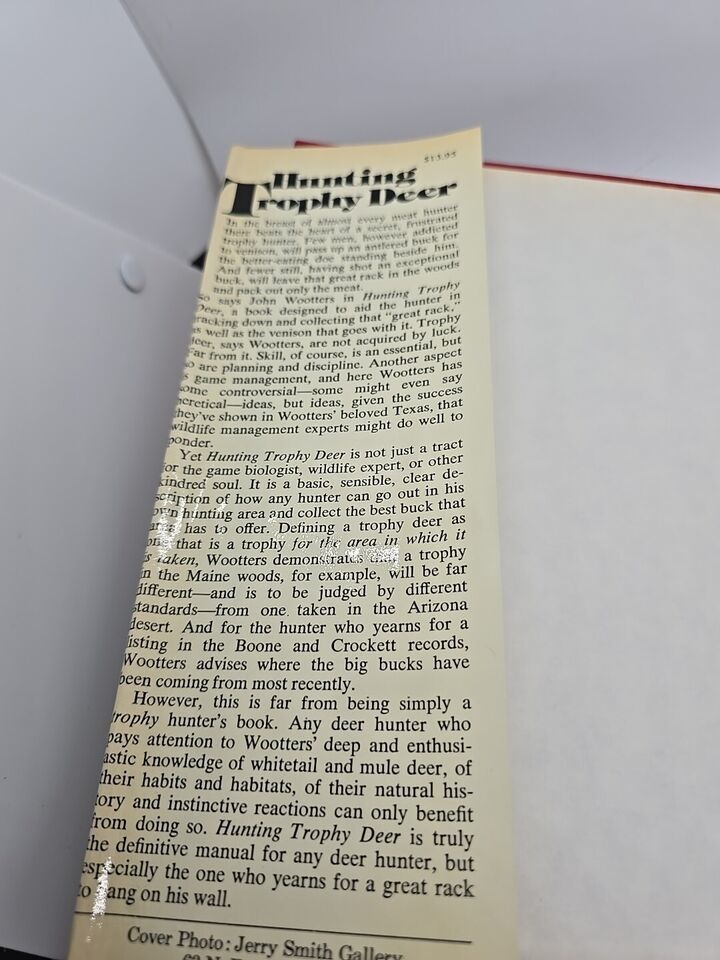 $13.95
Hunting
Trophy Deer
In the breast of almost every meat hunter
there beats the heart of a secret, frustrated
trophy hunter. Few men, however addicted
to venison, will pass up an antlered buck for
the better-eating doe standing beside him.
And fewer still, having shot an exceptional
buck, will leave that great rack in the woods
and pack out only the meat.
So says John Wootters in Hunting Trophy
Deer, a book designed to aid the hunter in
racking down and collecting that "great rack,"
as well as the venison that goes with it. Trophy
deer, says Wootters, are not acquired by luck.
Far from it. Skill, of course, is an essential, but
so are planning and discipline. Another aspect
is game management, and here Wootters has
some controversial—some might even say
heretical—ideas, but ideas, given the success
they've shown in Wootters' beloved Texas, that
wildlife management experts might do well to
ponder.
Yet Hunting Trophy Deer is not just a tract
for the game biologist, wildlife expert, or other
kindred soul. It is a basic, sensible, clear de-
scription of how any hunter can go out in his
own hunting area and collect the best buck that
area has to offer. Defining a trophy deer as
one that is a trophy for the area in which it
is taken, Wootters demonstrates that a trophy
in the Maine woods, for example, will be far
different—and is to be judged by different
standards—from one taken in the Arizona
desert. And for the hunter who yearns for a
listing in the Boone and Crockett records,
Wootters advises where the big bucks have
been coming from most recently.
However, this is far from being simply a
trophy hunter's book. Any deer hunter who
pays attention to Wootters' deep and enthusi-
astic knowledge of whitetail and mule deer, of
their habits and habitats, of their natural his-
tory and instinctive reactions can only benefit
from doing so. Hunting Trophy Deer is truly
the definitive manual for any deer hunter, but
especially the one who yearns for a great rack
to hang on his wall.
Cover Photo: Jerry Smith Gallery